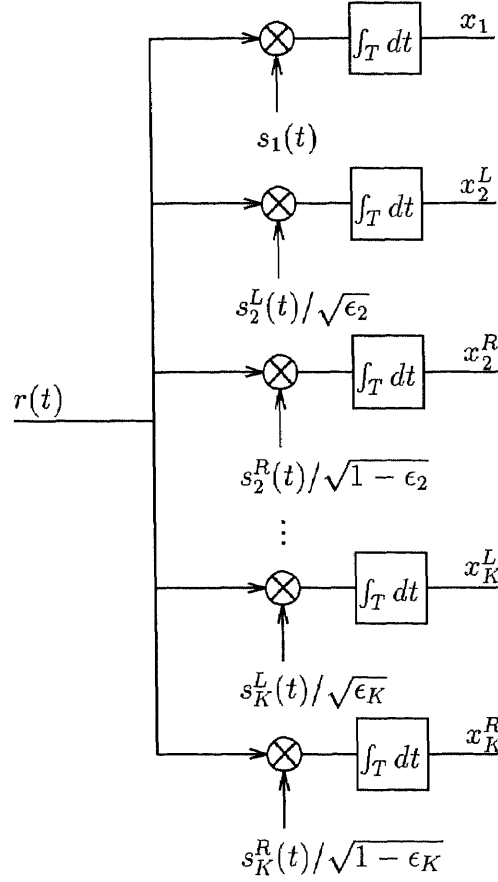 ∫_T dt x_1
s_1(t)
∫_T dt x_2^L
s_2^L(t)/√ϵ_2
∫_T dt x_2^R
r(t)
s_2^R(t)/√(1 − ϵ_2)
⋮
∫_T dt x_K^L
s_K^L(t)/√ϵ_K
∫_T dt x_K^R
s_K^R(t)/√(1 − ϵ_K)